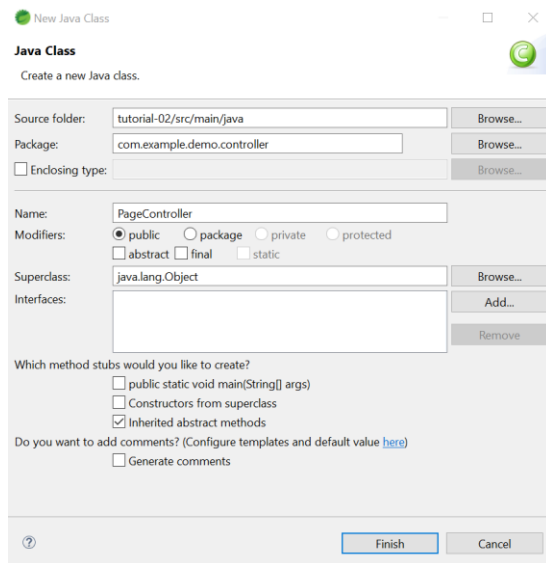 New Java Class
Java Class
Create a new Java class.
Source folder: tutorial-02/src/main/java Browse...
Package: com.example.demo.controller Browse...
Enclosing type: Browse...
Name: PageController
Modifiers: public package private protected
abstract final static
Superclass: java.lang.Object Browse...
Interfaces: Add...
Remove
Which method stubs would you like to create?
public static void main(String[] args)
Constructors from superclass
Inherited abstract methods
Do you want to add comments? (Configure templates and default value here)
Generate comments
? Finish Cancel